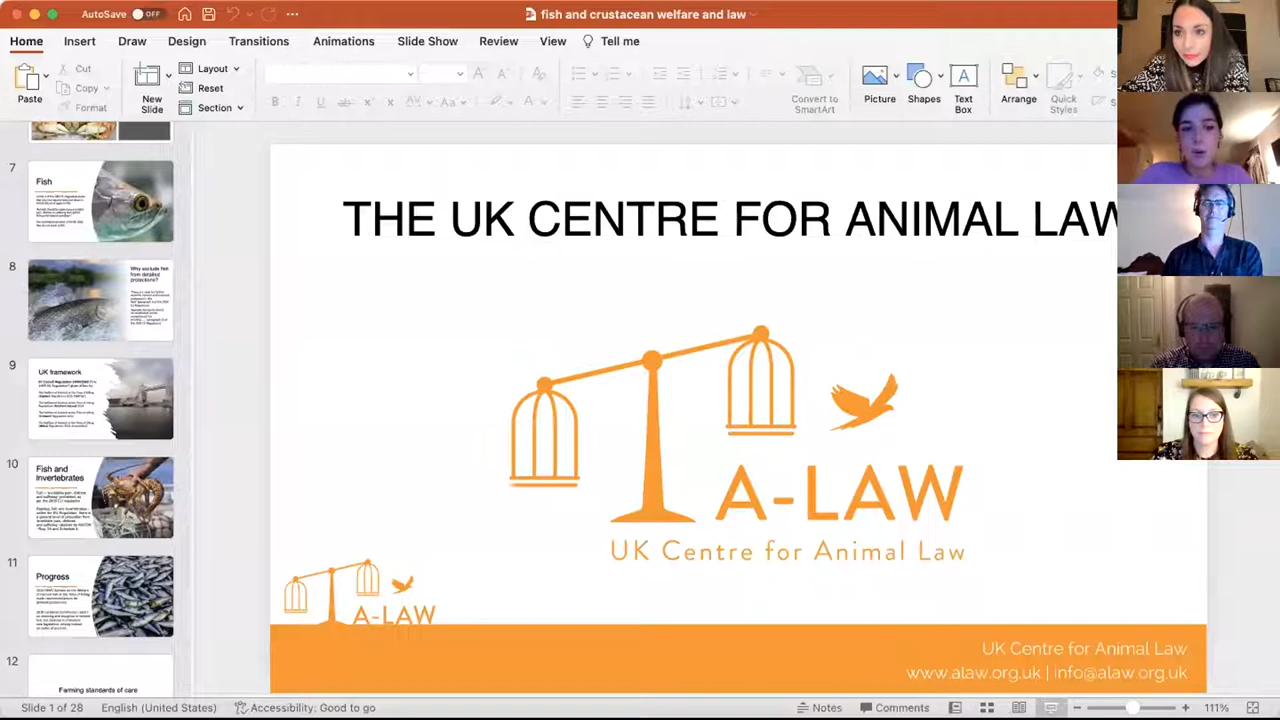 AutoSave OFF
fish and crustacean welfare and law
Home Insert Draw Design Transitions Animations Slide Show Review View Tell me
Paste
Cut
Copy
Format
New
Slide
Layout
Reset
Section
Convert to
SmartArt
Picture
Shapes
Text
Box
Arrange
Quick
Styles
7
Fish
8
Why exclude fish
from detailed
protections?
9
UK framework
10
Fish and
Invertebrates
11
Progress
12
Farming standards of care
THE UK CENTRE FOR ANIMAL LAW
A-LAW
UK Centre for Animal Law
A-LAW
UK Centre for Animal Law
www.alaw.org.uk | info@alaw.org.uk
Slide 1 of 28 English (United States) Accessibility: Good to go Notes Comments 111%